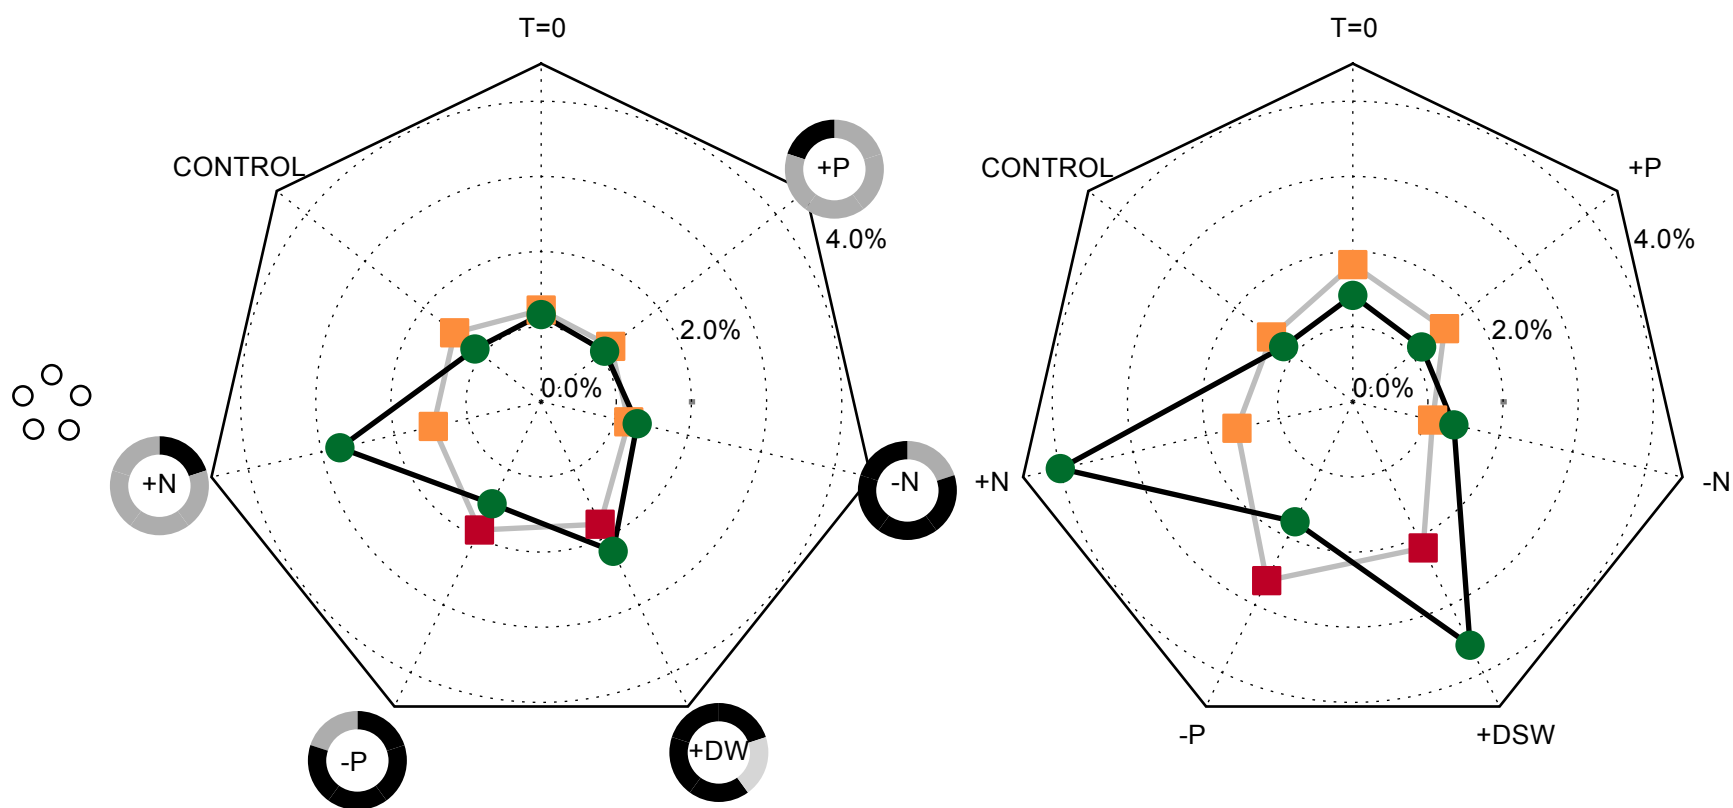 T=0
T=0
CONTROL
+P
CONTROL
+P
4.0%
4.0%
2.0%
2.0%
0.0%
0.0%
+N
-N
+N
-N
-P
+DW
-P
+DSW